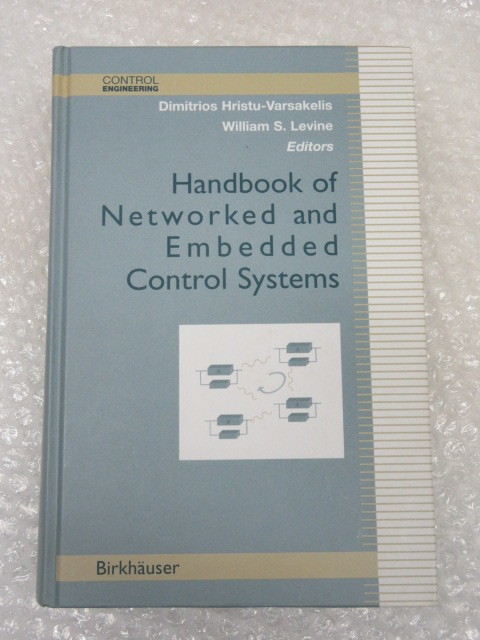 CONTROL
ENGINEERING
Dimitrios Hristu-Varsakelis
William S. Levine
Editors
Handbook of
Networked and
Embedded
Control Systems
Birkhäuser